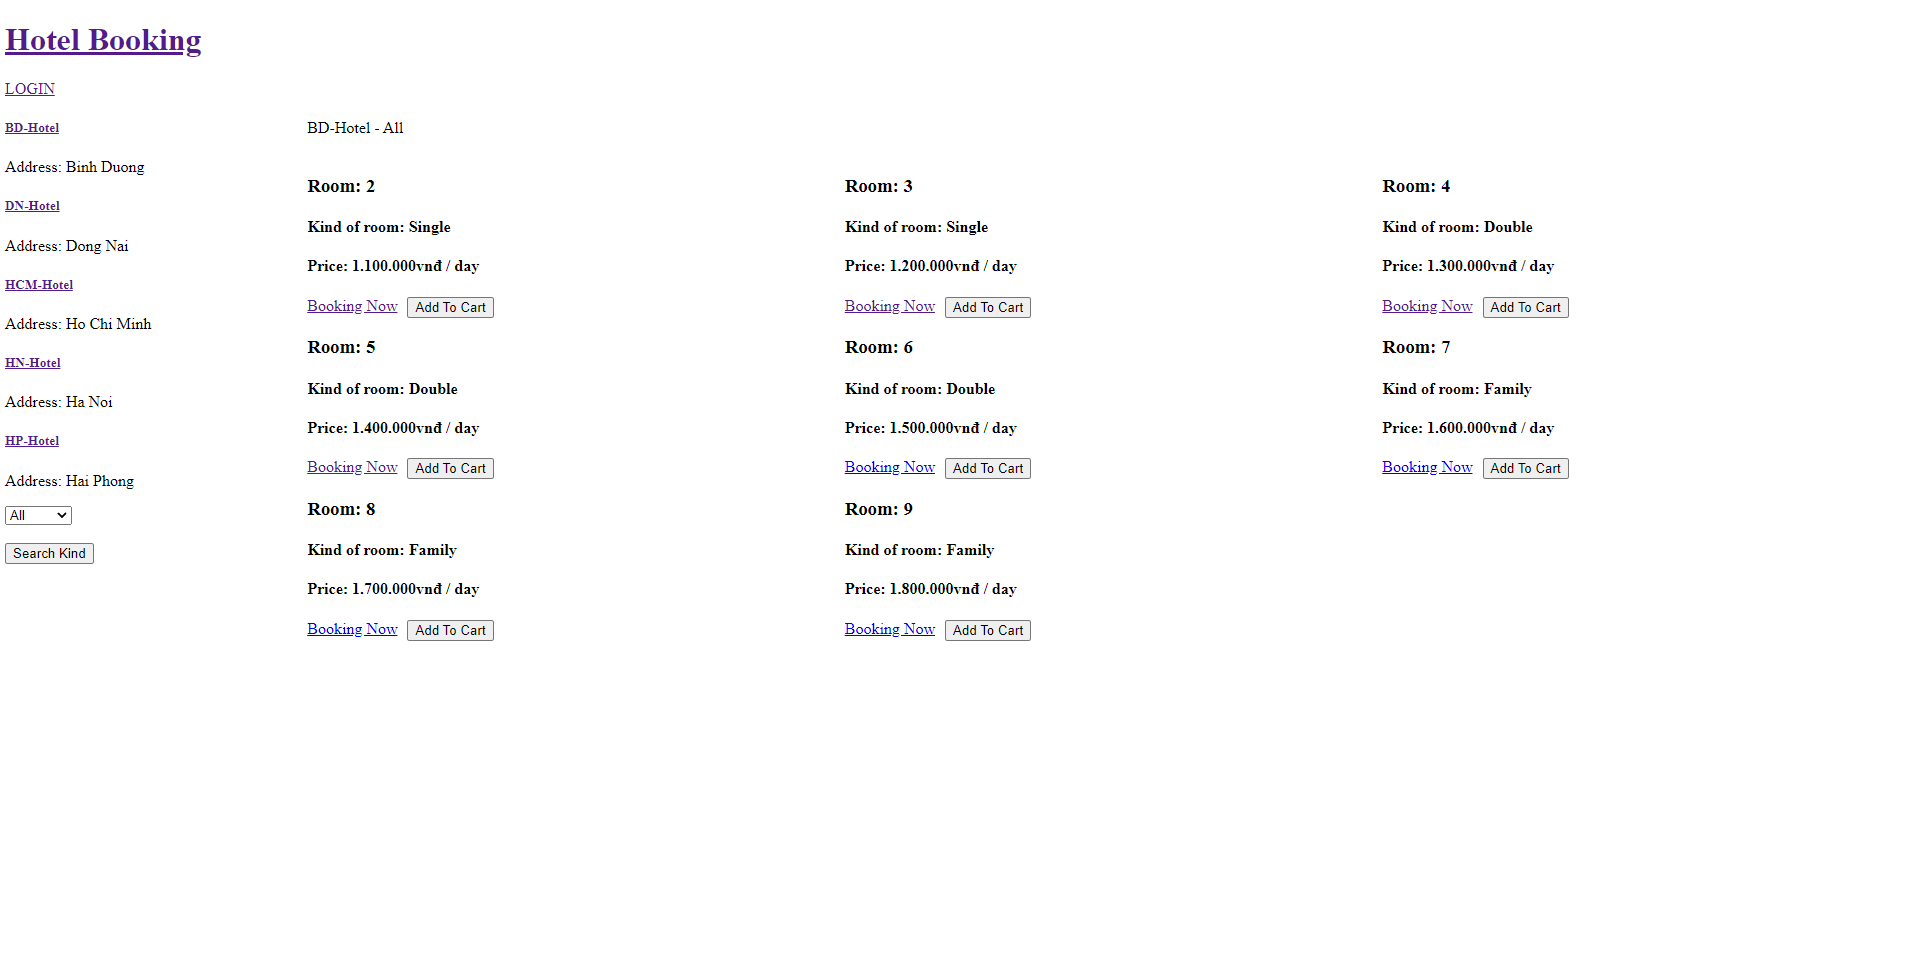 Hotel Booking
LOGIN
BD-Hotel
Address: Binh Duong
DN-Hotel
Address: Dong Nai
HCM-Hotel
Address: Ho Chi Minh
HN-Hotel
Address: Ha Noi
HP-Hotel
Address: Hai Phong
All
Search Kind
BD-Hotel - All
Room: 2
Kind of room: Single
Price: 1.100.000vnđ / day
Booking Now Add To Cart
Room: 3
Kind of room: Single
Price: 1.200.000vnđ / day
Booking Now Add To Cart
Room: 4
Kind of room: Double
Price: 1.300.000vnđ / day
Booking Now Add To Cart
Room: 5
Kind of room: Double
Price: 1.400.000vnđ / day
Booking Now Add To Cart
Room: 6
Kind of room: Double
Price: 1.500.000vnđ / day
Booking Now Add To Cart
Room: 7
Kind of room: Family
Price: 1.600.000vnđ / day
Booking Now Add To Cart
Room: 8
Kind of room: Family
Price: 1.700.000vnđ / day
Booking Now Add To Cart
Room: 9
Kind of room: Family
Price: 1.800.000vnđ / day
Booking Now Add To Cart